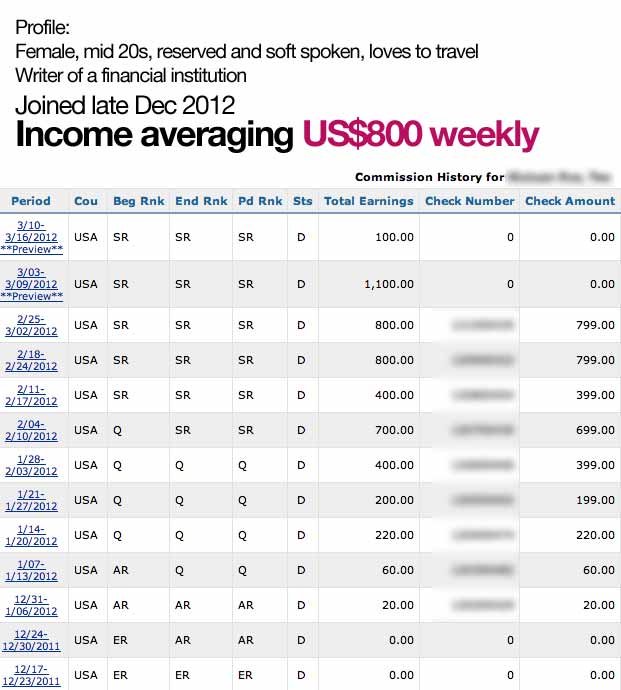 Profile:
Female, mid 20s, reserved and soft spoken, loves to travel
Writer of a financial institution
Joined late Dec 2012
Income averaging US$800 weekly
Commission History for
Period Cou Beg Rnk End Rnk Pd Rnk Sts Total Earnings Check Number Check Amount
3/10-
3/16/2012 USA SR SR SR D 100.00 0 0.00
**Preview**
3/03-
3/09/2012 USA SR SR SR D 1,100.00 0 0.00
**Preview**
2/25-
3/02/2012 USA SR SR SR D 800.00 799.00
2/18-
2/24/2012 USA SR SR SR D 800.00 799.00
2/11-
2/17/2012 USA SR SR SR D 400.00 399.00
2/04-
2/10/2012 USA Q SR SR D 700.00 699.00
1/28-
2/03/2012 USA Q Q Q D 400.00 399.00
1/21-
1/27/2012 USA Q Q Q D 200.00 199.00
1/14-
1/20/2012 USA Q Q Q D 220.00 220.00
1/07-
1/13/2012 USA AR Q Q D 60.00 60.00
12/31-
1/06/2012 USA AR AR AR D 20.00 20.00
12/24-
12/30/2011 USA ER AR AR D 0.00 0 0.00
12/17-
12/23/2011 USA ER ER ER D 0.00 0 0.00